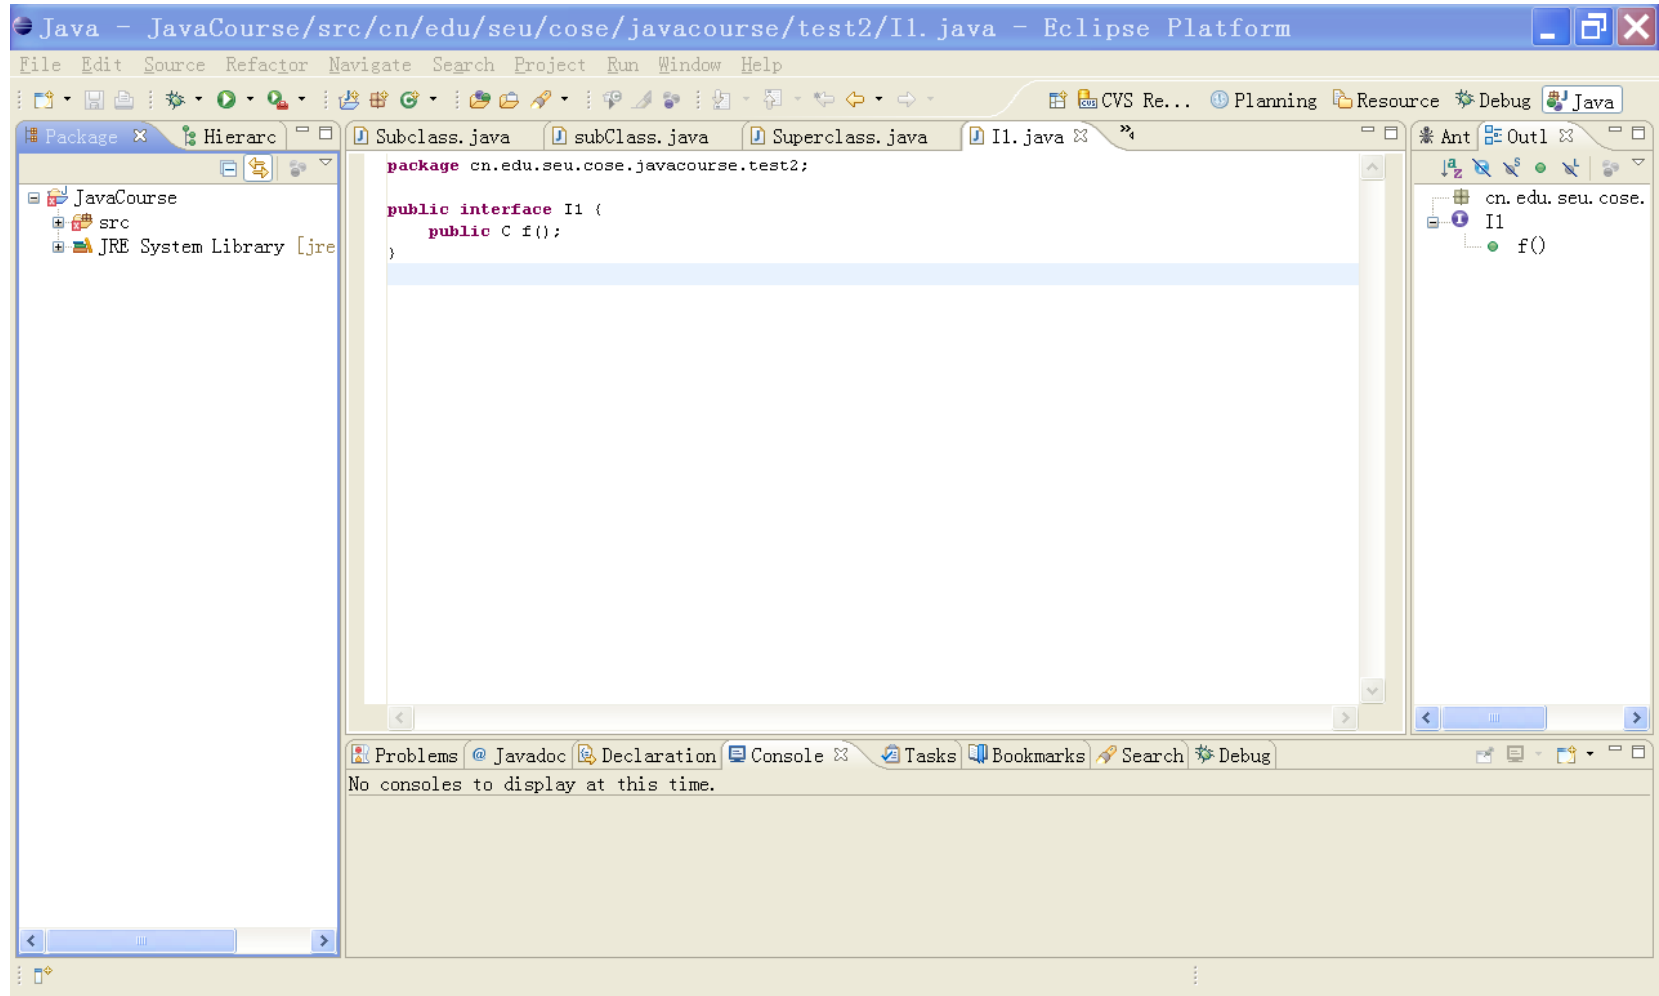 Java - JavaCourse/src/cn/edu/seu/cose/javacourse/test2/I1.java - Eclipse Platform
File Edit Source Refactor Navigate Search Project Run Window Help
CVS Re... Planning Resource Debug Java
Package Hierarc
JavaCourse
src
JRE System Library [jre
Subclass.java subClass.java Superclass.java I1.java
package cn.edu.seu.cose.javacourse.test2;
public interface I1 {
public C f();
}
Ant Outl
cn.edu.seu.cose.
I1
f()
Problems @ Javadoc Declaration Console Tasks Bookmarks Search Debug
No consoles to display at this time.